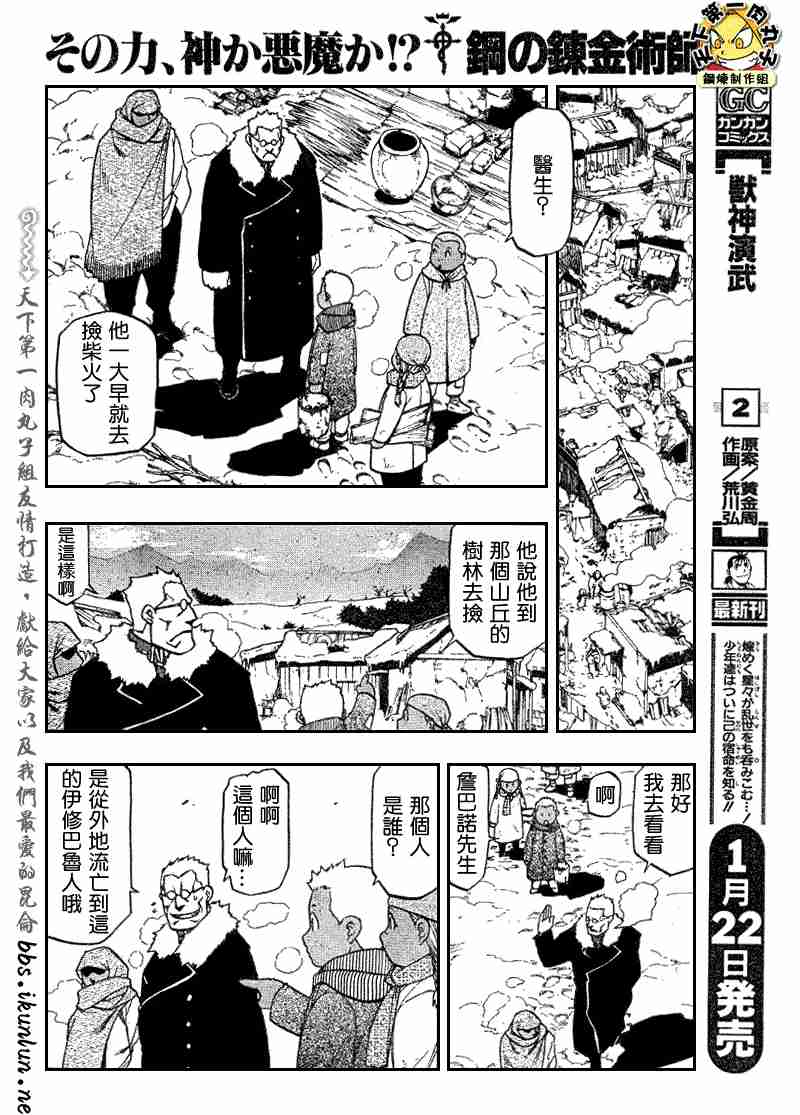 その力、神か悪魔か!? 鋼の錬金術師
天下第一肉丸子
鋼煉制作組
GC
ガンガン
コミックス
獣神演武
2
原案/黄金周
作画/荒川弘
最新刊
煌めく星々が乱世をも呑みこむ…!
少年達はついに己の宿命を知る!!
1月22日発売
醫生?
他一大早就去
撿柴火了
他說他到
那個山丘的
樹林去撿
是這樣啊
那好
我去看看
啊
詹巴諾先生
那個人
是誰?
啊啊
這個人嘛…
是從外地流亡到這
的伊修巴魯人哦
天下第一肉丸子組友情打造,獻給大家以及我們最愛的昆侖 bbs.ikunlun.ne